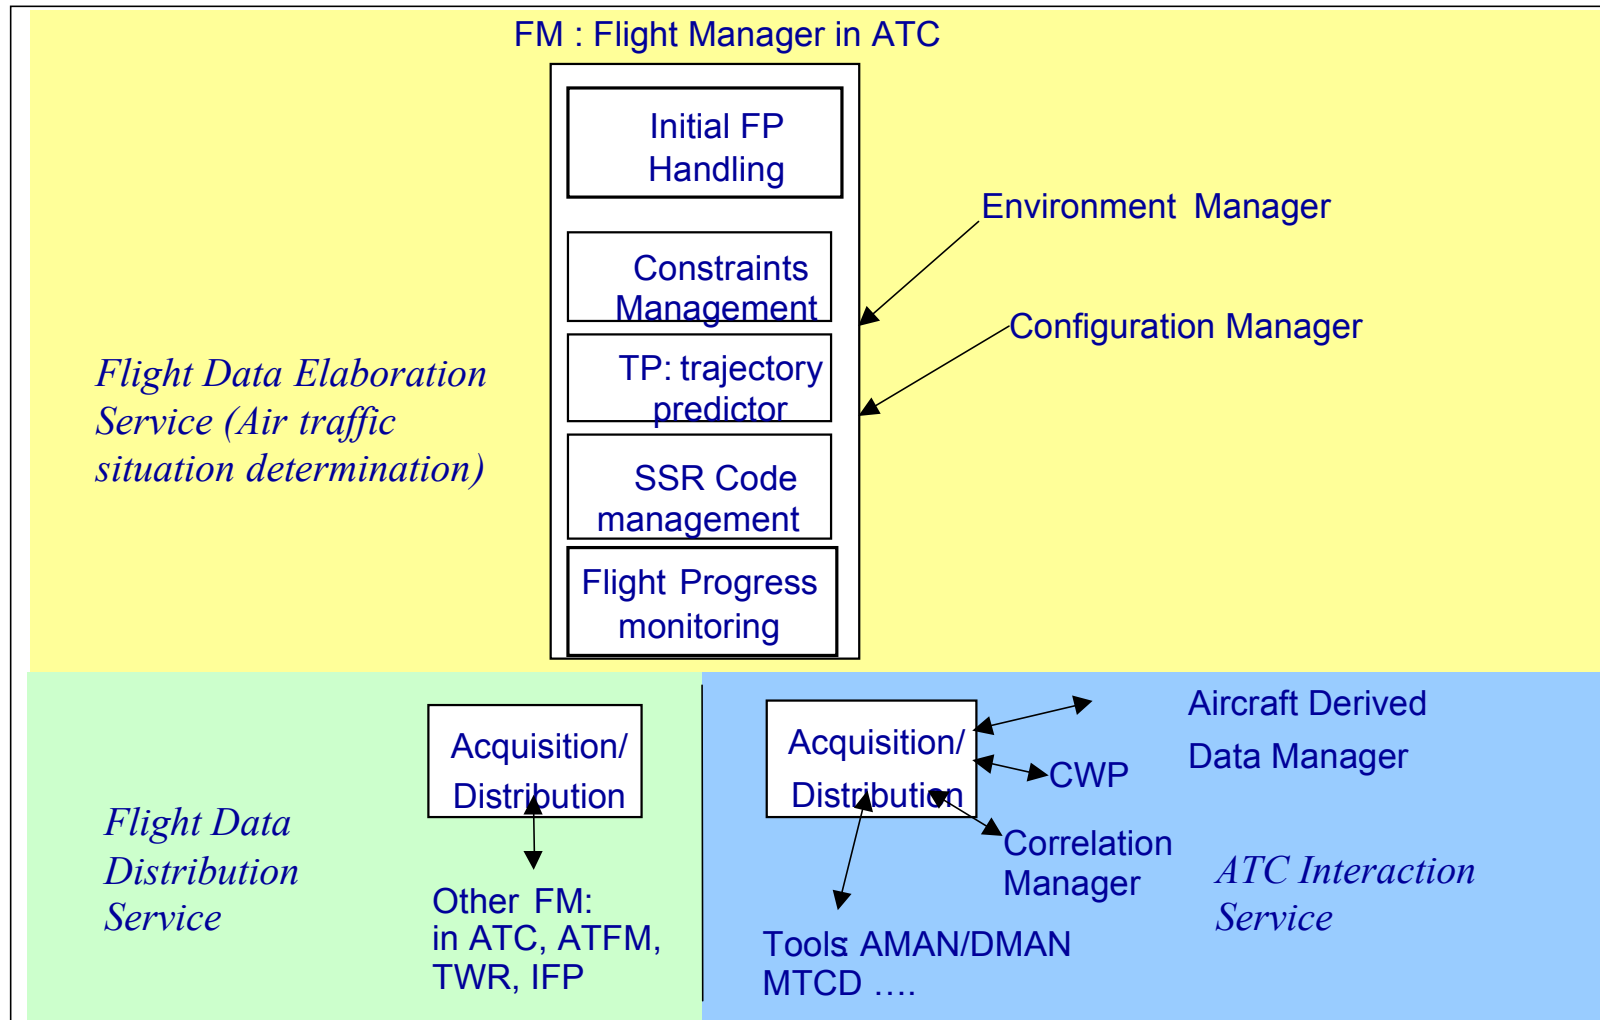 FM : Flight Manager in ATC
Initial FP
Handling
Environment Manager
Constraints
Management
Configuration Manager
TP: trajectory
predictor
Flight Data Elaboration
Service (Air traffic
situation determination)
SSR Code
management
Flight Progress
monitoring
Acquisition/
Distribution
Flight Data
Distribution
Service
Other FM:
in ATC, ATFM,
TWR, IFP
Acquisition/
Distribution
Aircraft Derived
Data Manager
CWP
Correlation
Manager
ATC Interaction
Service
Tools: AMAN/DMAN
MTCD ....